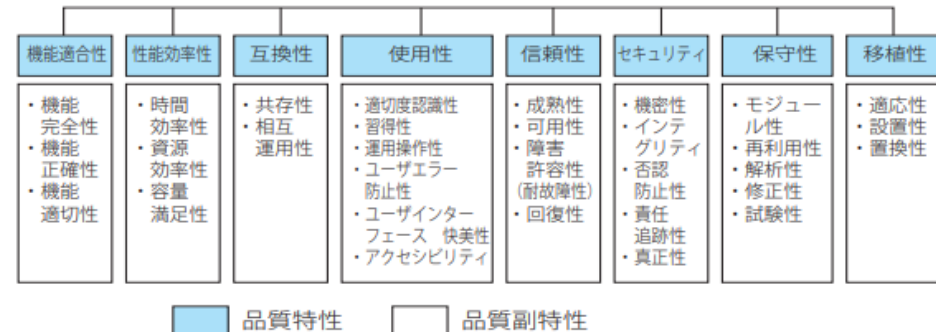 機能適合性
性能効率性
互換性
使用性
信頼性
セキュリティ
保守性
移植性
・機能
完全性
・機能
正確性
・機能
適切性
・時間
効率性
・資源
効率性
・容量
満足性
・共存性
・相互
運用性
・適切度認識性
・習得性
・運用操作性
・ユーザエラー
防止性
・ユーザインター
フェース 快美性
・アクセシビリティ
・成熟性
・可用性
・障害
許容性
(耐故障性)
・回復性
・機密性
・インテ
グリティ
・否認
防止性
・責任
追跡性
・真正性
・モジュー
ル性
・再利用性
・解析性
・修正性
・試験性
・適応性
・設置性
・置換性
品質特性
品質副特性